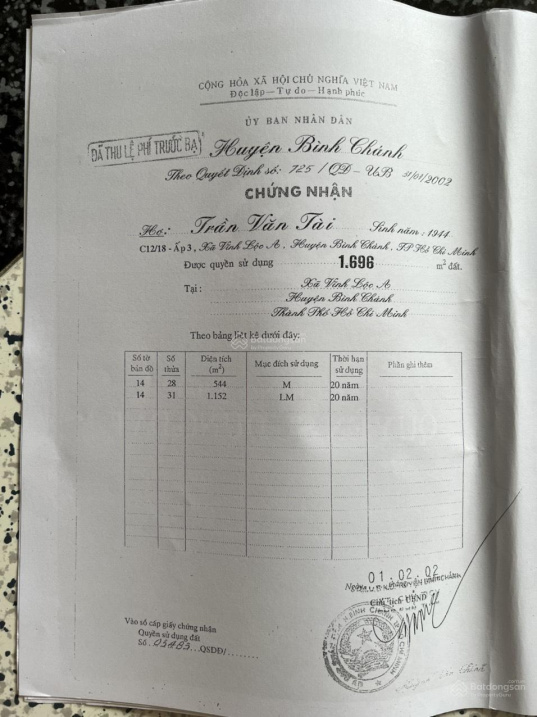 CỘNG HÒA XÃ HỘI CHỦ NGHĨA VIỆT NAM
Độc lập — Tự do — Hạnh phúc
ỦY BAN NHÂN DÂN
ĐÃ THU LỆ PHÍ TRƯỚC BẠ
Huyện Bình Chánh
Theo Quyết Định số: 725 / QĐ - UB 31/01/2002
CHỨNG NHẬN
Hộ: Trần Văn Tài Sinh năm: 1944
C12/18 - Ấp 3, Xã Vĩnh Lộc A, Huyện Bình Chánh, TP Hồ Chí Minh
Được quyền sử dụng 1.696 m² đất.
Tại: Xã Vĩnh Lộc A
Huyện Bình Chánh
Thành Phố Hồ Chí Minh
Theo bảng liệt kê dưới đây:
Số tờ bản đồ Số thửa Diện tích (m²) Mục đích sử dụng Thời hạn sử dụng Phần ghi thêm
14 28 544 M 20 năm
14 31 1.152 LM 20 năm
01.02.02
Vào sổ cấp giấy chứng nhận
Quyền sử dụng đất
Số QSDĐ/
Batdongsan